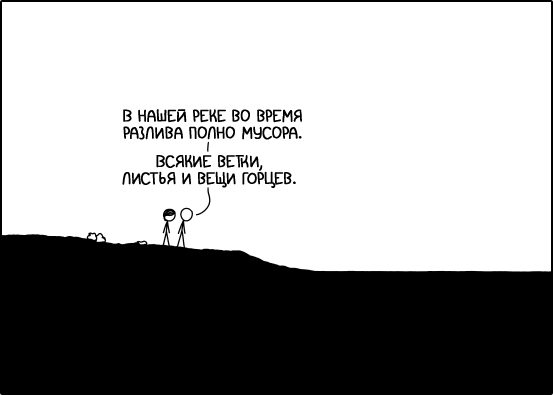 В НАШЕЙ РЕКЕ ВО ВРЕМЯ
РАЗЛИВА ПОЛНО МУСОРА.
ВСЯКИЕ ВЕТКИ,
ЛИСТЬЯ И ВЕЩИ ГОРЦЕВ.